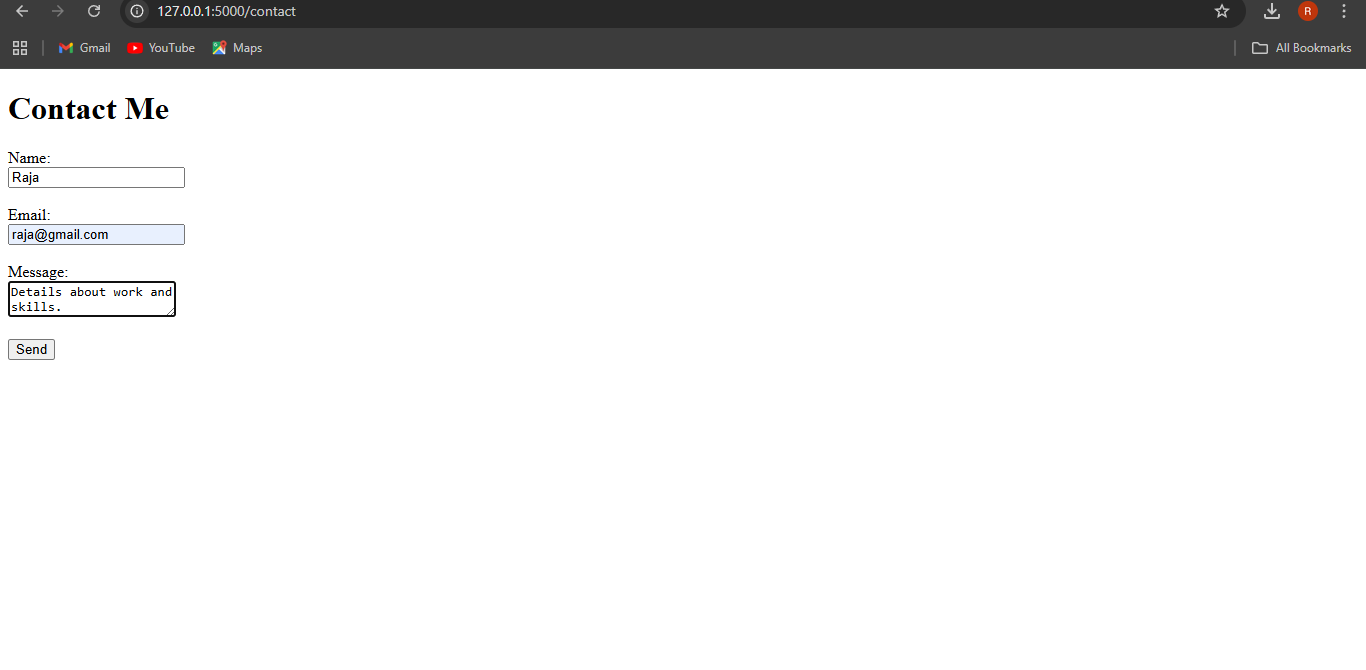 127.0.0.1:5000/contact
R
Gmail YouTube Maps All Bookmarks
Contact Me
Name:
Raja
Email:
raja@gmail.com
Message:
Details about work and
skills.
Send